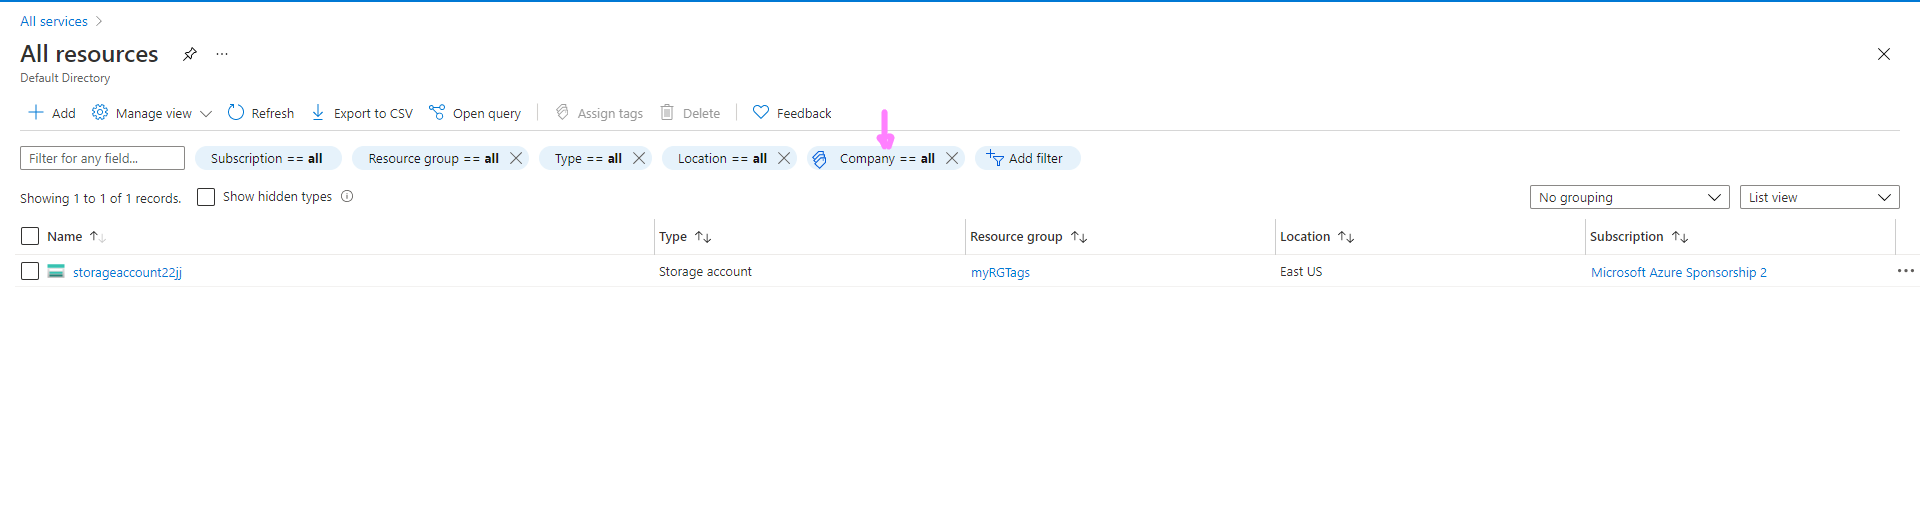 All services
All resources
Default Directory
Add Manage view Refresh Export to CSV Open query Assign tags Delete Feedback
Filter for any field... Subscription == all Resource group == all Type == all Location == all Company == all Add filter
Showing 1 to 1 of 1 records. Show hidden types No grouping List view
Name Type Resource group Location Subscription
storageaccount22jj Storage account myRGTags East US Microsoft Azure Sponsorship 2